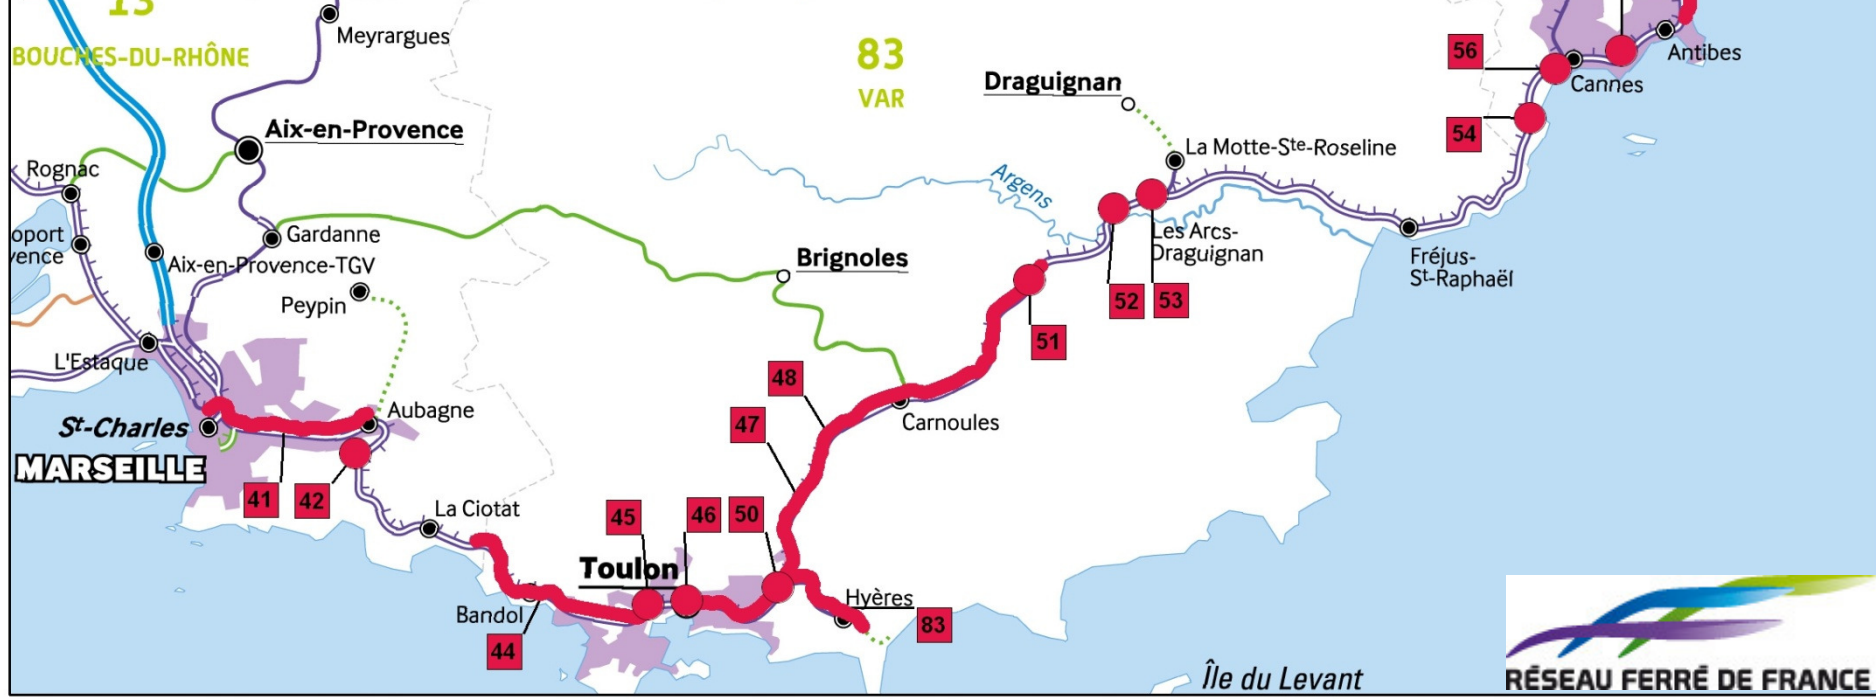 13
BOUCHES-DU-RHÔNE
Meyrargues
83
VAR
Draguignan
56
Antibes
Cannes
54
Aix-en-Provence
La Motte-Ste-Roseline
Rognac
Argens
oport
vence
Gardanne
Aix-en-Provence-TGV
Brignoles
Les Arcs-
Draguignan
Fréjus-
St-Raphaël
Peypin
52
53
51
L'Estaque
48
St-Charles
Aubagne
47
Carnoules
MARSEILLE
41
42
La Ciotat
45
46
50
Toulon
Bandol
44
Hyères
83
Île du Levant
RÉSEAU FERRÉ DE FRANCE